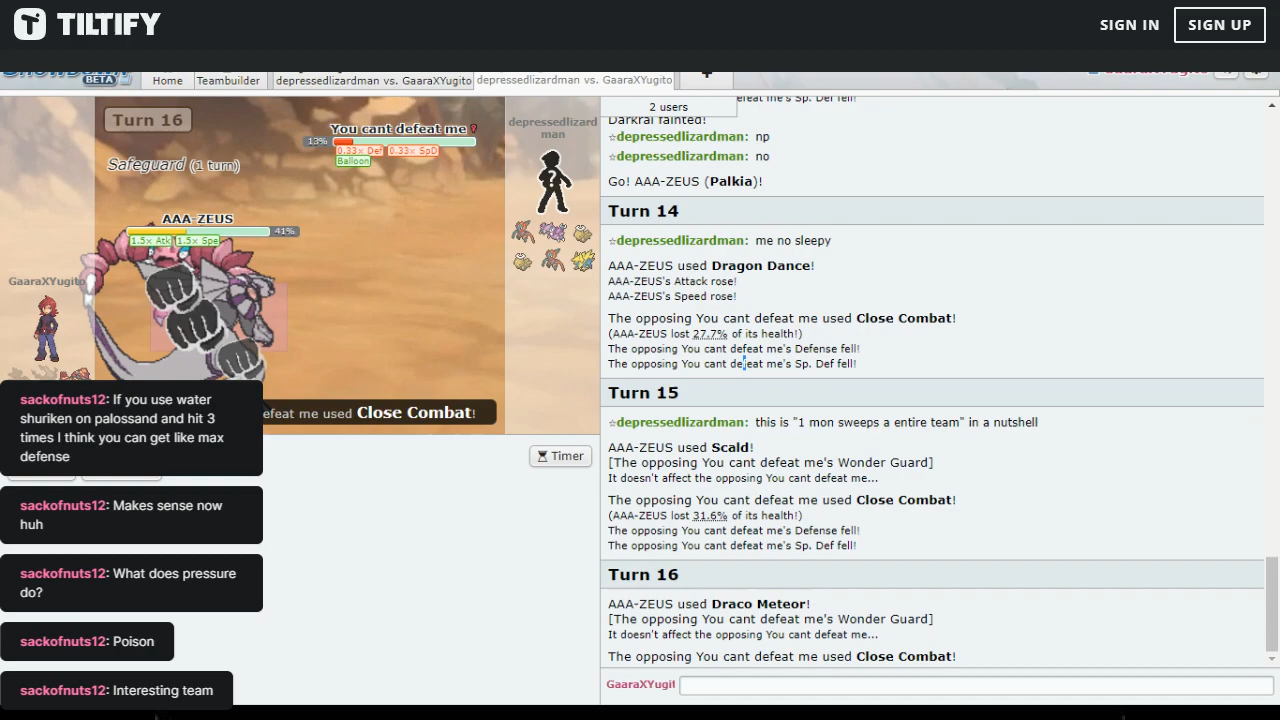 TILTIFY
SIGN IN
SIGN UP
BETA
Home
Teambuilder
depressedlizardman vs. GaaraXYugito
depressedlizardman vs. GaaraXYugito
2 users
Turn 16
Safeguard (1 turn)
You cant defeat me
13%
0.33× Def 0.33× SpD
Balloon
AAA-ZEUS
41%
1.5× Atk 1.5× Spe
GaaraXYugito
depressedlizard
man
efeat me used Close Combat!
Timer
sackofnuts12: If you use water
shuriken on palossand and hit 3
times I think you can get like max
defense
sackofnuts12: Makes sense now
huh
sackofnuts12: What does pressure
do?
sackofnuts12: Poison
sackofnuts12: Interesting team
efeat me's Sp. Def fell!
Darkrai fainted!
☆depressedlizardman: np
☆depressedlizardman: no
Go! AAA-ZEUS (Palkia)!
Turn 14
☆depressedlizardman: me no sleepy
AAA-ZEUS used Dragon Dance!
AAA-ZEUS's Attack rose!
AAA-ZEUS's Speed rose!
The opposing You cant defeat me used Close Combat!
(AAA-ZEUS lost 27.7% of its health!)
The opposing You cant defeat me's Defense fell!
The opposing You cant defeat me's Sp. Def fell!
Turn 15
☆depressedlizardman: this is "1 mon sweeps a entire team" in a nutshell
AAA-ZEUS used Scald!
[The opposing You cant defeat me's Wonder Guard]
It doesn't affect the opposing You cant defeat me...
The opposing You cant defeat me used Close Combat!
(AAA-ZEUS lost 31.6% of its health!)
The opposing You cant defeat me's Defense fell!
The opposing You cant defeat me's Sp. Def fell!
Turn 16
AAA-ZEUS used Draco Meteor!
[The opposing You cant defeat me's Wonder Guard]
It doesn't affect the opposing You cant defeat me...
The opposing You cant defeat me used Close Combat!
GaaraXYugit